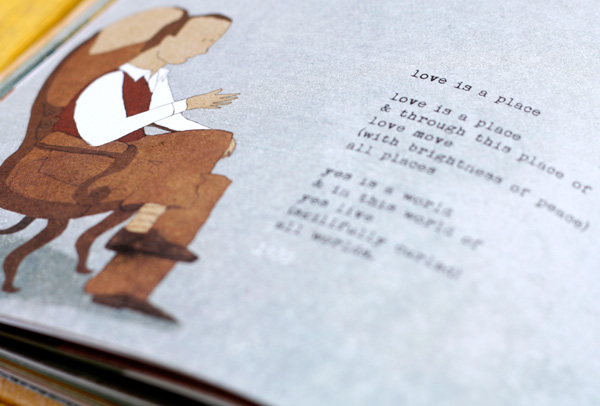 love is a place
love is a place
& through this place of
love move
(with brightness of peace)
all places
yes is a world
& in this world of
yes live
(skilfully curled)
all worlds